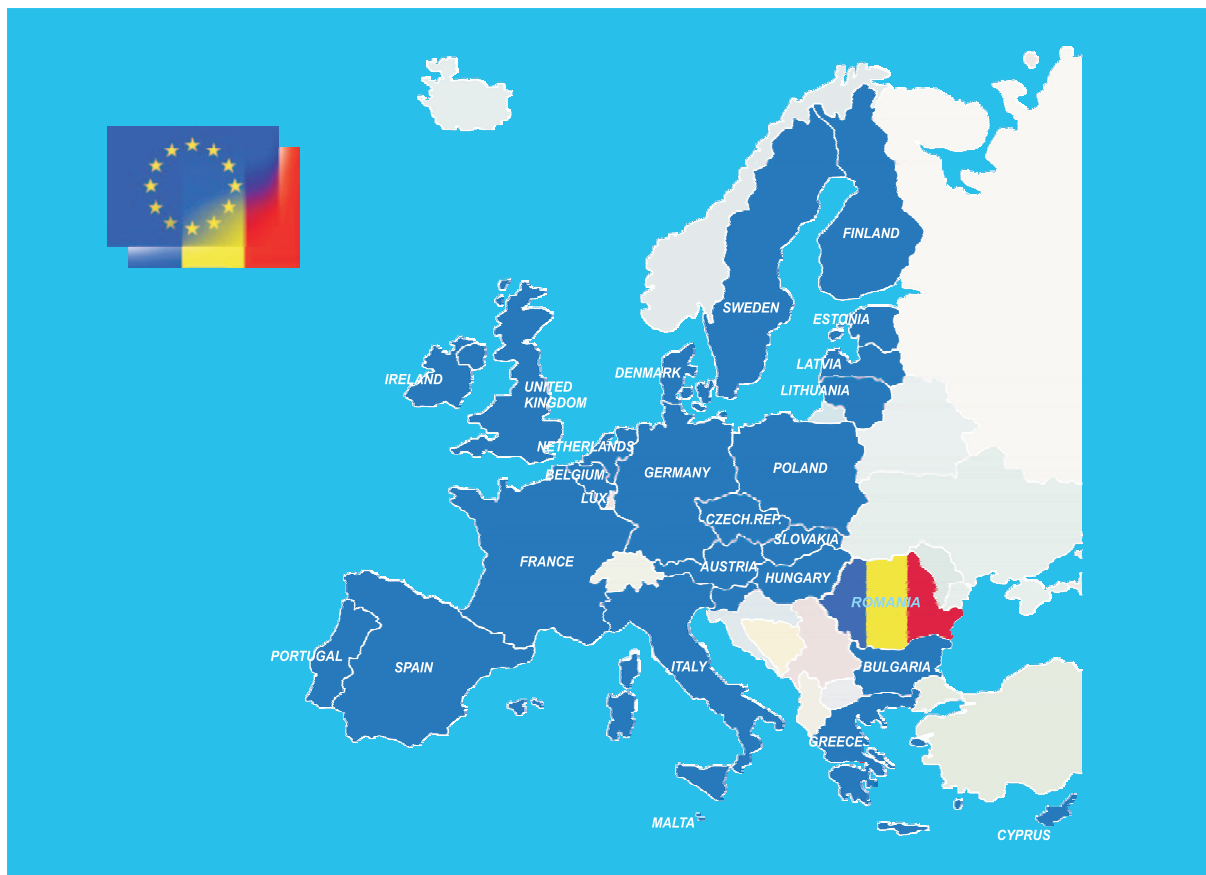 FINLAND
SWEDEN
ESTONIA
LATVIA
DENMARK
IRELAND
LITHUANIA
UNITED
KINGDOM
NETHERLANDS
POLAND
GERMANY
BELGIUM
LUX.
CZECH.REP.
SLOVAKIA
FRANCE
AUSTRIA
HUNGARY
ROMANIA
PORTUGAL
SPAIN
ITALY
BULGARIA
GREECE
MALTA
CYPRUS